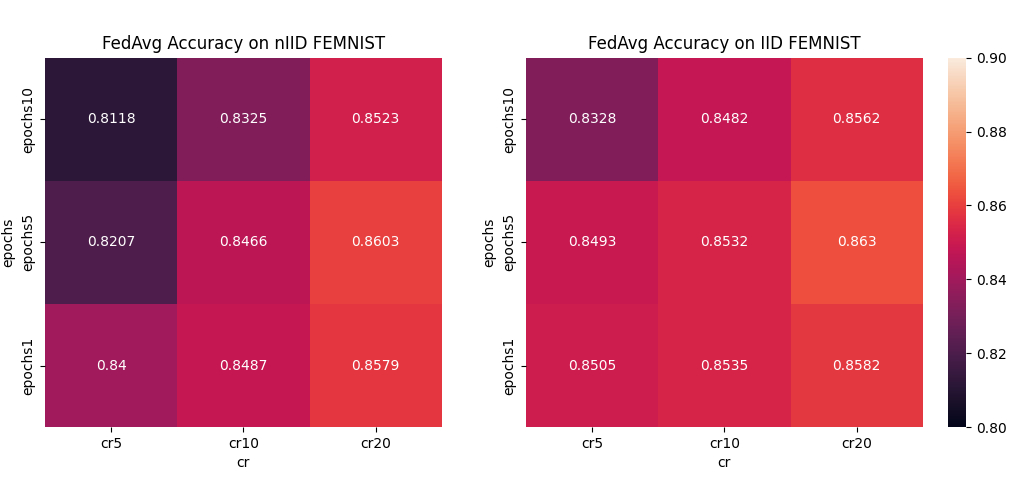 FedAvg Accuracy on nIID FEMNIST
epochs
epochs10
0.8118 0.8325 0.8523
epochs5
0.8207 0.8466 0.8603
epochs1
0.84 0.8487 0.8579
cr5 cr10 cr20
cr
FedAvg Accuracy on IID FEMNIST
epochs
epochs10
0.8328 0.8482 0.8562
epochs5
0.8493 0.8532 0.863
epochs1
0.8505 0.8535 0.8582
cr5 cr10 cr20
cr
0.90
0.88
0.86
0.84
0.82
0.80